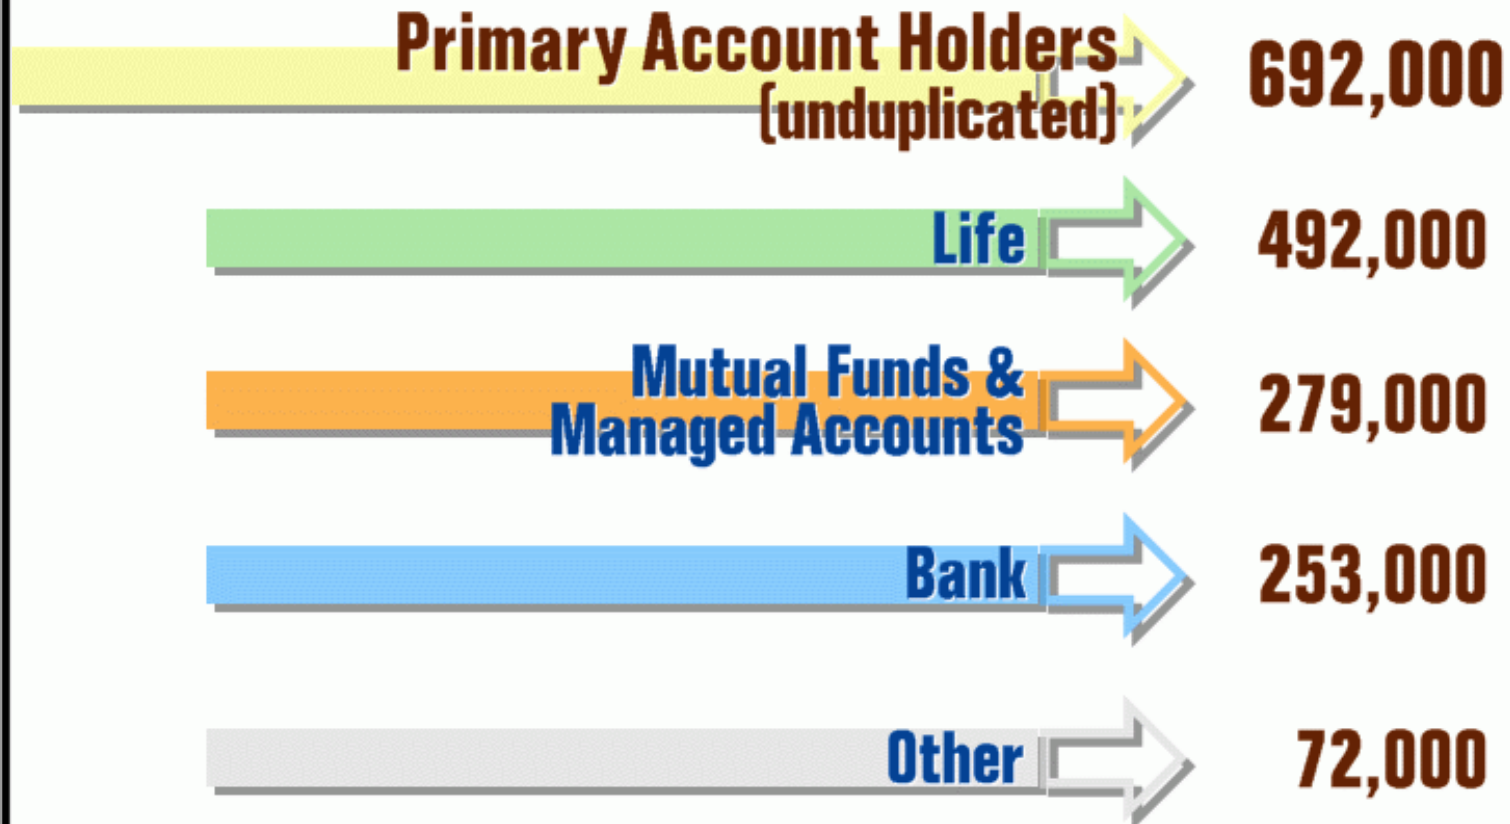 Primary Account Holders 692,000
(unduplicated)
Life 492,000
Mutual Funds &
Managed Accounts 279,000
Bank 253,000
Other 72,000